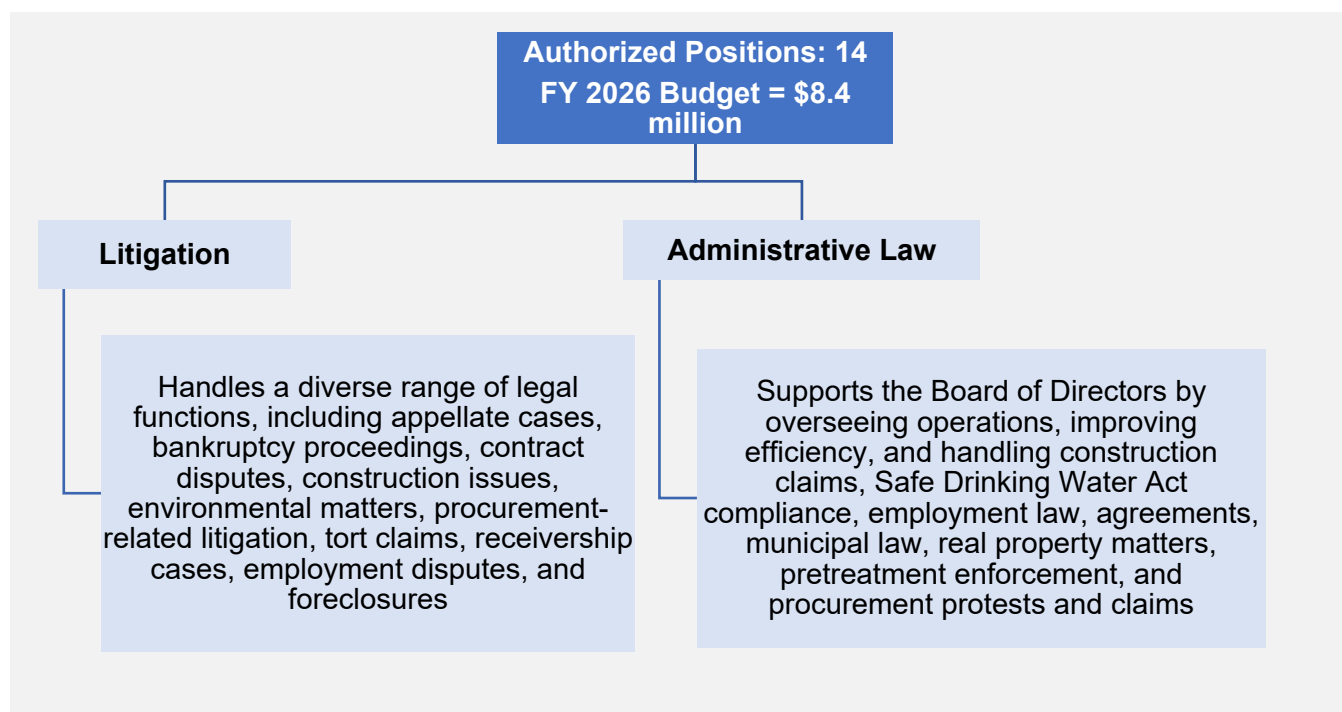 Authorized Positions: 14
FY 2026 Budget = $8.4
million
Litigation
Administrative Law
Handles a diverse range of legal
functions, including appellate cases,
bankruptcy proceedings, contract
disputes, construction issues,
environmental matters, procurement-
related litigation, tort claims, receivership
cases, employment disputes, and
foreclosures
Supports the Board of Directors by
overseeing operations, improving
efficiency, and handling construction
claims, Safe Drinking Water Act
compliance, employment law, agreements,
municipal law, real property matters,
pretreatment enforcement, and
procurement protests and claims